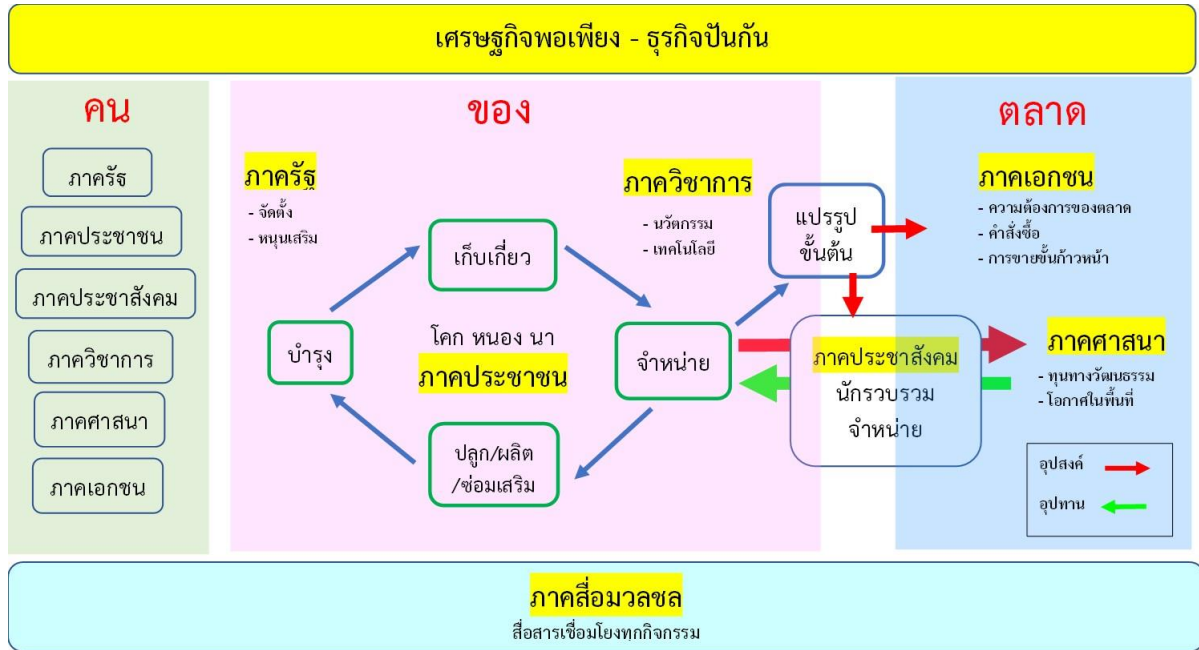 เศรษฐกิจพอเพียง - ธุรกิจปันกัน
คน
ภาครัฐ
ภาคประชาชน
ภาคประชาสังคม
ภาควิชาการ
ภาคศาสนา
ภาคเอกชน
ของ
ภาครัฐ
- จัดตั้ง
- หนุนเสริม
ภาควิชาการ
- นวัตกรรม
- เทคโนโลยี
เก็บเกี่ยว
บำรุง
โคก หนอง นา
ภาคประชาชน
จำหน่าย
ปลูก/ผลิต
/ซ่อมเสริม
แปรรูป
ขั้นต้น
ภาคประชาสังคม
นักรวบรวม
จำหน่าย
ตลาด
ภาคเอกชน
- ความต้องการของตลาด
- คำสั่งซื้อ
- การขายขั้นก้าวหน้า
ภาคศาสนา
- ทุนทางวัฒนธรรม
- โอกาสในพื้นที่
อุปสงค์
อุปทาน
ภาคสื่อมวลชล
สื่อสารเชื่อมโยงทุกกิจกรรม